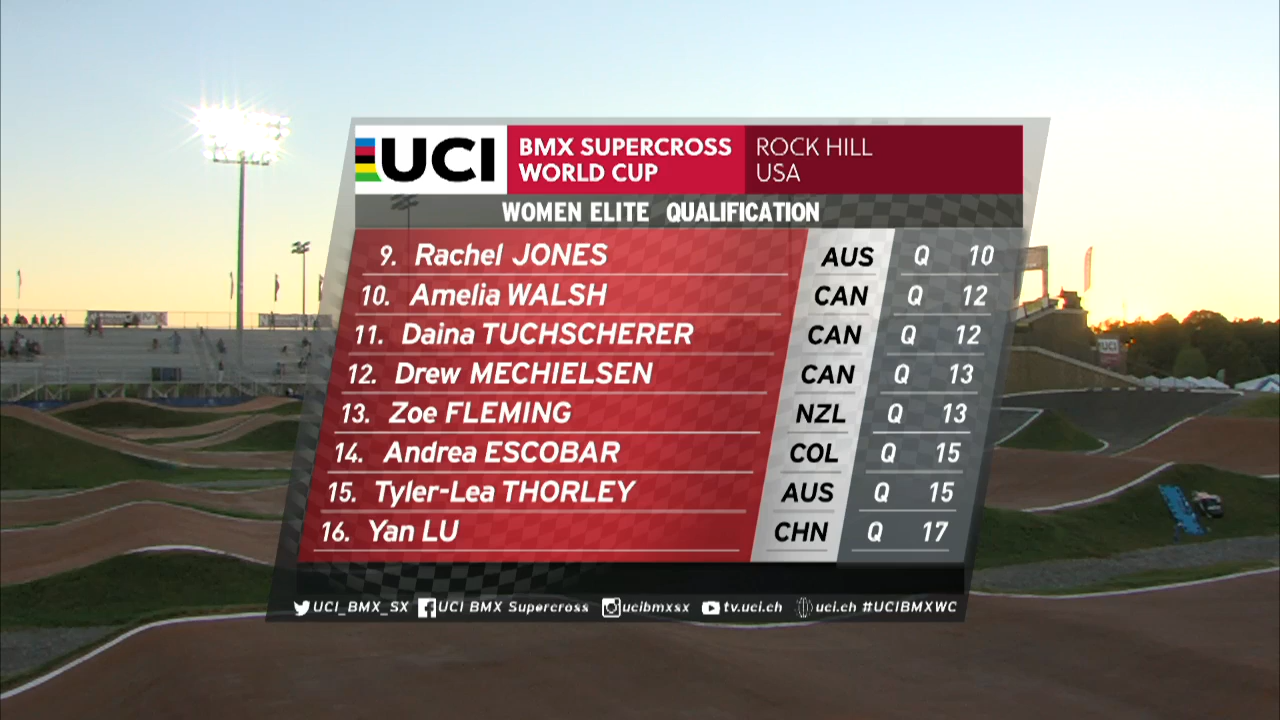 UCI BMX SUPERCROSS WORLD CUP ROCK HILL USA
WOMEN ELITE QUALIFICATION
9. Rachel JONES AUS Q 10
10. Amelia WALSH CAN Q 12
11. Daina TUCHSCHERER CAN Q 12
12. Drew MECHIELSEN CAN Q 13
13. Zoe FLEMING NZL Q 13
14. Andrea ESCOBAR COL Q 15
15. Tyler-Lea THORLEY AUS Q 15
16. Yan LU CHN Q 17
UCI_BMX_SX UCI BMX Supercross ucibmxsx tv.uci.ch uci.ch #UCIBMXWC